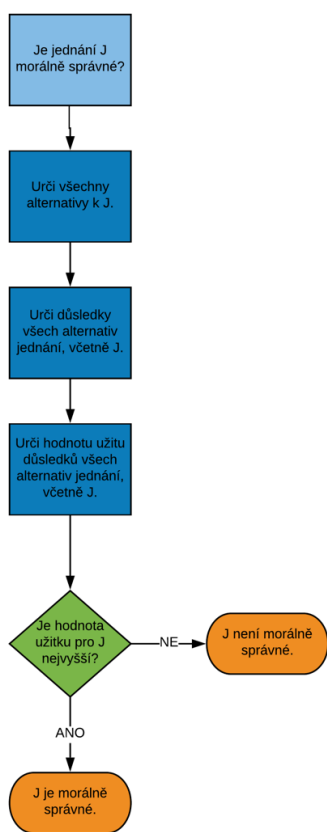 Je jednání J
morálně správné?
Urči všechny
alternativy k J.
Urči důsledky
všech alternativ
jednání, včetně J.
Urči hodnotu užitu
důsledků všech
alternativ jednání,
včetně J.
Je hodnota
užitku pro J
nejvyšší?
NE
J není morálně
správné.
ANO
J je morálně
správné.